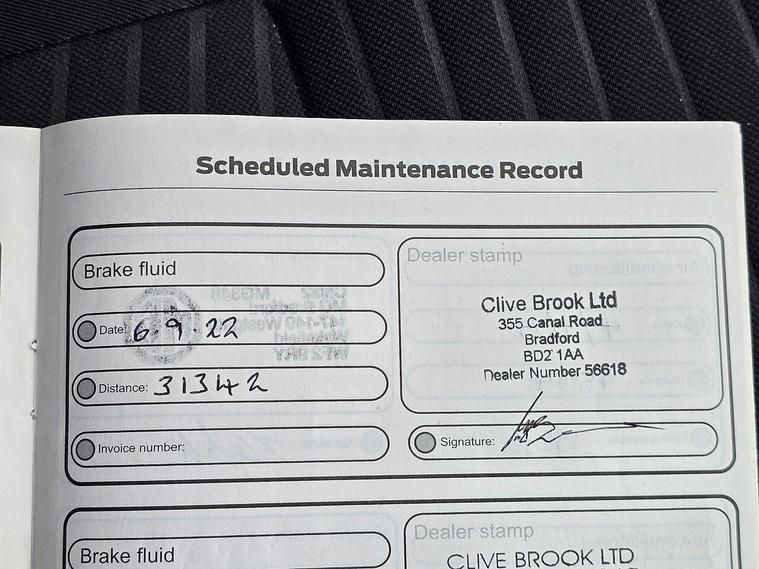 Scheduled Maintenance Record
Brake fluid
Date: 6.9.22
Distance: 31342
Invoice number:
Dealer stamp
Clive Brook Ltd
355 Canal Road
Bradford
BD2 1AA
Dealer Number 56618
Signature:
Brake fluid
Dealer stamp
CLIVE BROOK LTD